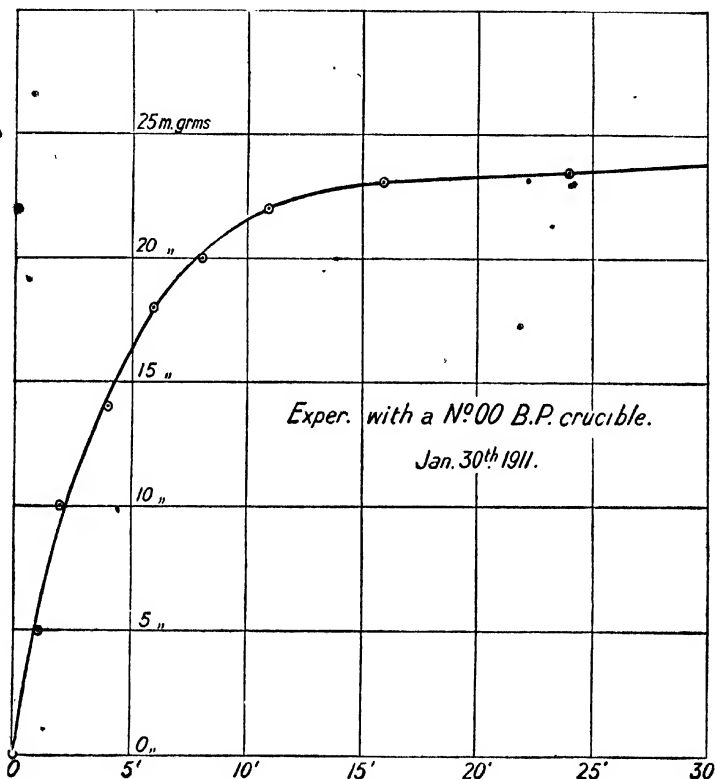 25 m. grms
20 „
15 „
Exper. with a Nº 00 B.P. crucible.
Jan. 30th 1911.
10 „
5 „
0 „
0 5' 10' 15' 20' 25' 30